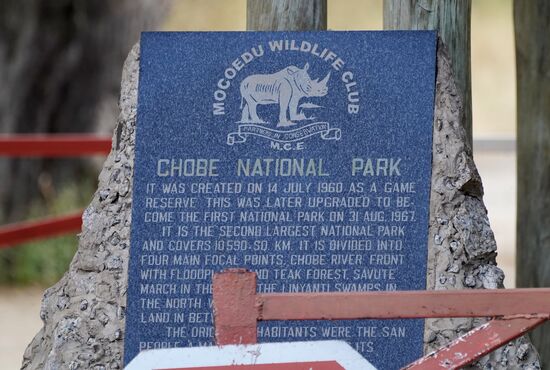 MOCOEDU WILDLIFE CLUB
PARTNER IN CONSERVATION
M.C.E.
CHOBE NATIONAL PARK
IT WAS CREATED ON 14 JULY 1960 AS A GAME
RESERVE. THIS WAS LATER UPGRADED TO BE-
COME THE FIRST NATIONAL PARK ON 31 AUG. 1967.
IT IS THE SECOND LARGEST NATIONAL PARK
AND COVERS 10 590-SQ. KM. IT IS DIVIDED INTO
FOUR MAIN FOCAL POINTS, CHOBE RIVER FRONT
WITH FLOODP AND TEAK FOREST, SAVUTE
MARCH IN THE THE LINYANTI SWAMPS IN
THE NORTH W
LAND IN BET
THE ORIG HABITANTS WERE THE SAN
PEOPLE